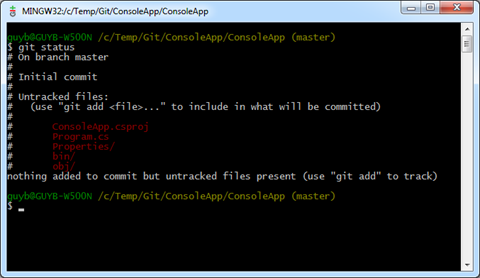 MINGW32:/c/Temp/Git/ConsoleApp/ConsoleApp
guyb@GUYB-W500N /c/Temp/Git/ConsoleApp/ConsoleApp (master)
$ git status
# On branch master
#
# Initial commit
#
# Untracked files:
#   (use "git add <file>..." to include in what will be committed)
#
#       ConsoleApp.csproj
#       Program.cs
#       Properties/
#       bin/
#       obj/
nothing added to commit but untracked files present (use "git add" to track)
guyb@GUYB-W500N /c/Temp/Git/ConsoleApp/ConsoleApp (master)
$